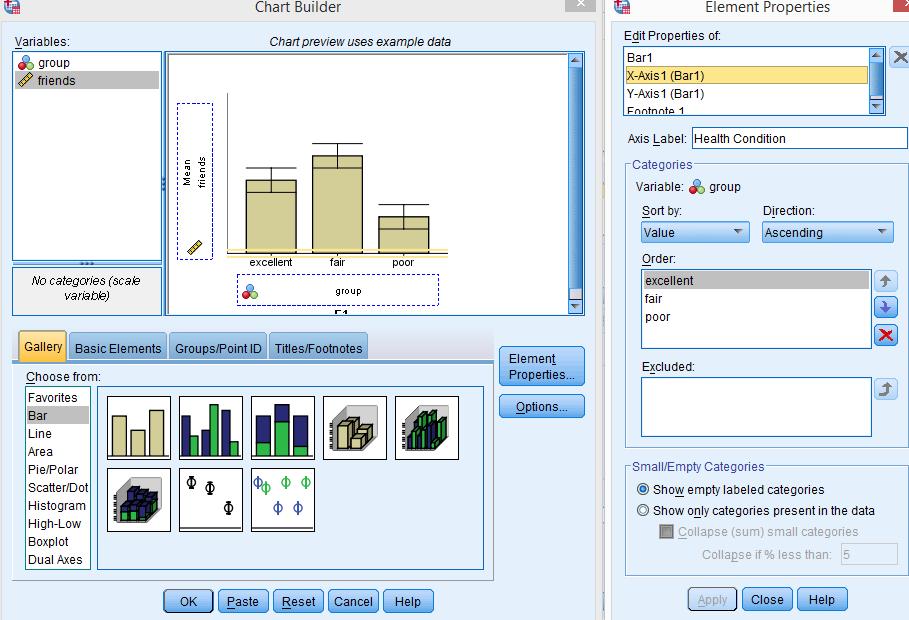 Chart Builder
Variables:
group
friends
No categories (scale
variable)
Chart preview uses example data
Mean
friends
excellent fair poor
group
Gallery Basic Elements Groups/Point ID Titles/Footnotes
Choose from:
Favorites
Bar
Line
Area
Pie/Polar
Scatter/Dot
Histogram
High-Low
Boxplot
Dual Axes
Element
Properties...
Options...
OK Paste Reset Cancel Help
Element Properties
Edit Properties of:
Bar1
X-Axis1 (Bar1)
Y-Axis1 (Bar1)
Footnote 1
Axis Label: Health Condition
Categories
Variable: group
Sort by: Direction:
Value Ascending
Order:
excellent
fair
poor
Excluded:
Small/Empty Categories
Show empty labeled categories
Show only categories present in the data
Collapse (sum) small categories
Collapse if % less than: 5
Apply Close Help